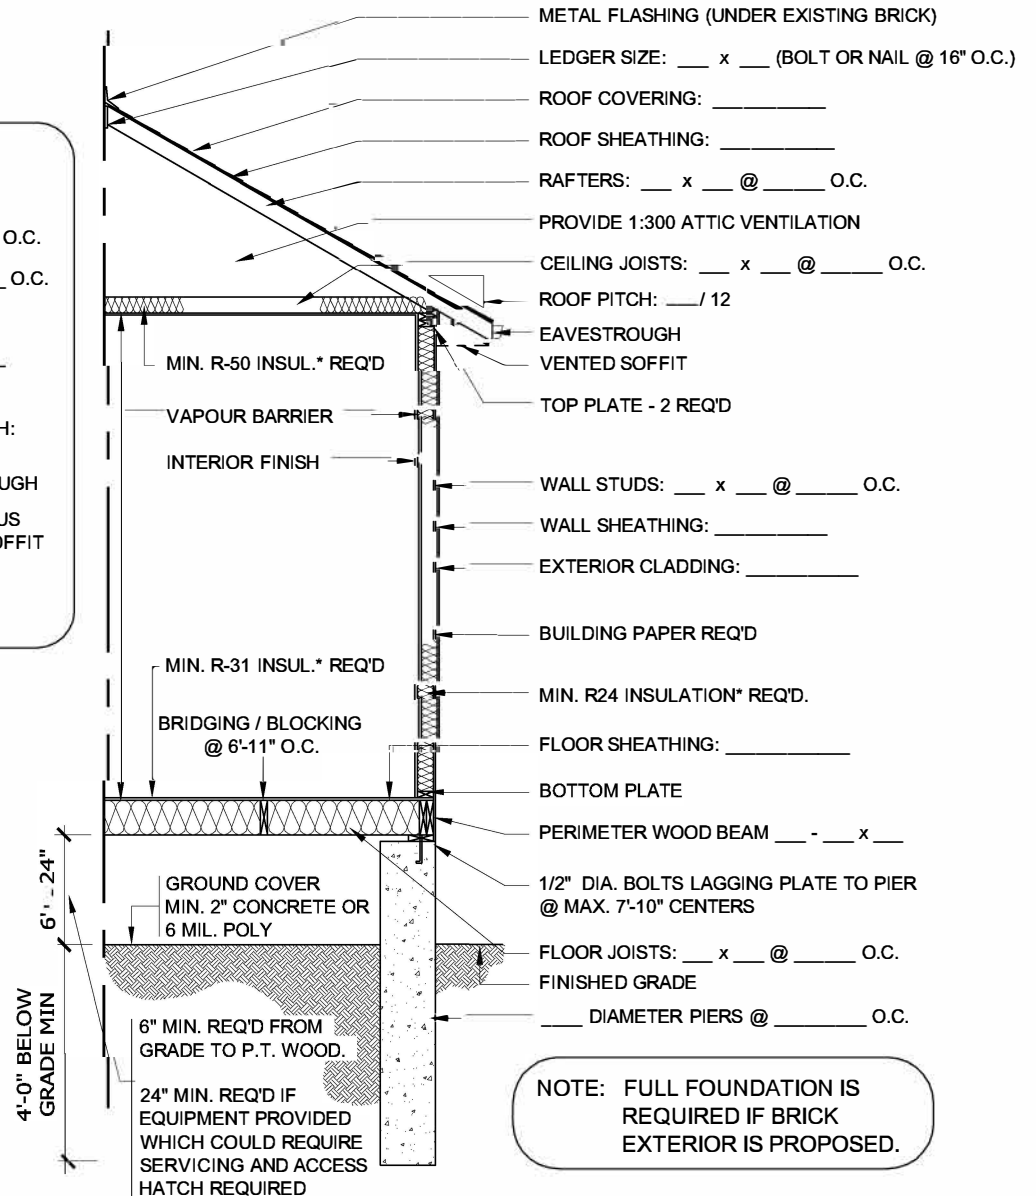 METAL FLASHING (UNDER EXISTING BRICK)
LEDGER SIZE: ___ x ___ (BOLT OR NAIL @ 16" O.C.)
ROOF COVERING: __________
ROOF SHEATHING: __________
RAFTERS: ___ x ___ @ ______ O.C.
PROVIDE 1:300 ATTIC VENTILATION
CEILING JOISTS: ___ x ___ @ ______ O.C.
ROOF PITCH: ___/ 12
EAVESTROUGH
VENTED SOFFIT
TOP PLATE - 2 REQ'D
WALL STUDS: ___ x ___ @ ______ O.C.
WALL SHEATHING: __________
EXTERIOR CLADDING: __________
BUILDING PAPER REQ'D
MIN. R24 INSULATION* REQ'D.
FLOOR SHEATHING: ___________
BOTTOM PLATE
PERIMETER WOOD BEAM ___ - ___ x ___
1/2" DIA. BOLTS LAGGING PLATE TO PIER
@ MAX. 7'-10" CENTERS
FLOOR JOISTS: ___ x ___ @ ______ O.C.
FINISHED GRADE
____ DIAMETER PIERS @ ________ O.C.
NOTE: FULL FOUNDATION IS
REQUIRED IF BRICK
EXTERIOR IS PROPOSED.
O.C.
_ O.C.
H:
UGH
US
OFFIT
MIN. R-50 INSUL.* REQ'D
VAPOUR BARRIER
INTERIOR FINISH
MIN. R-31 INSUL.* REQ'D
BRIDGING / BLOCKING
@ 6'-11" O.C.
GROUND COVER
MIN. 2" CONCRETE OR
6 MIL. POLY
6" MIN. REQ'D FROM
GRADE TO P.T. WOOD.
24" MIN. REQ'D IF
EQUIPMENT PROVIDED
WHICH COULD REQUIRE
SERVICING AND ACCESS
HATCH REQUIRED
4'-0" BELOW
GRADE MIN